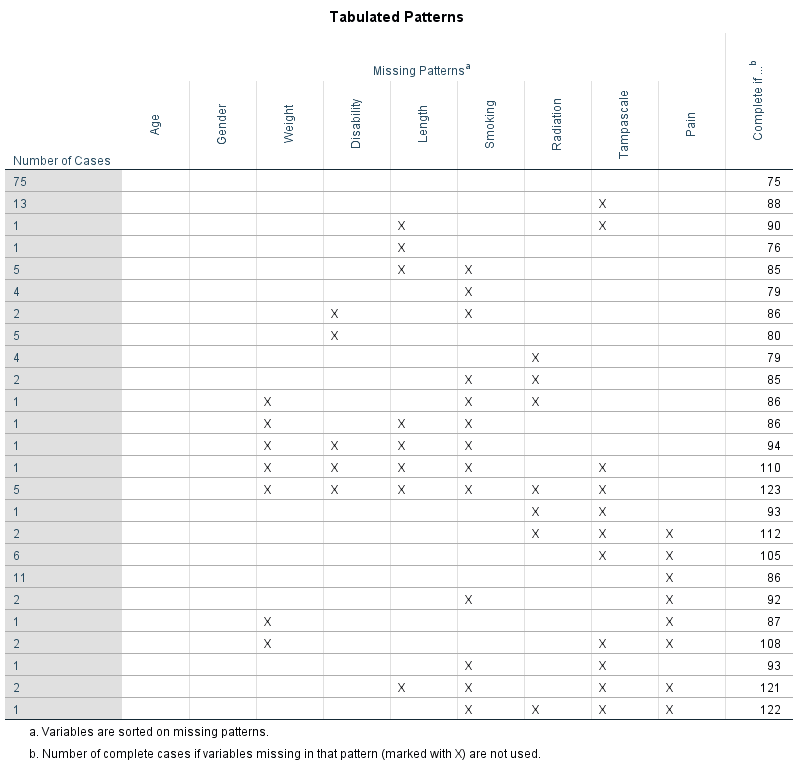 Tabulated Patterns
Missing Patterns a
Number of Cases Age Gender Weight Disability Length Smoking Radiation Tampascale Pain Complete if ... b
75 75
13 X 88
1 X X 90
1 X 76
5 X X 85
4 X 79
2 X X 86
5 X 80
4 X 79
2 X X 85
1 X X X 86
1 X X X 86
1 X X X X 94
1 X X X X X 110
5 X X X X X X 123
1 X X 93
2 X X X 112
6 X X 105
11 X 86
2 X X 92
1 X X 87
2 X X X 108
1 X X 93
2 X X X X 121
1 X X X X 122
a. Variables are sorted on missing patterns.
b. Number of complete cases if variables missing in that pattern (marked with X) are not used.